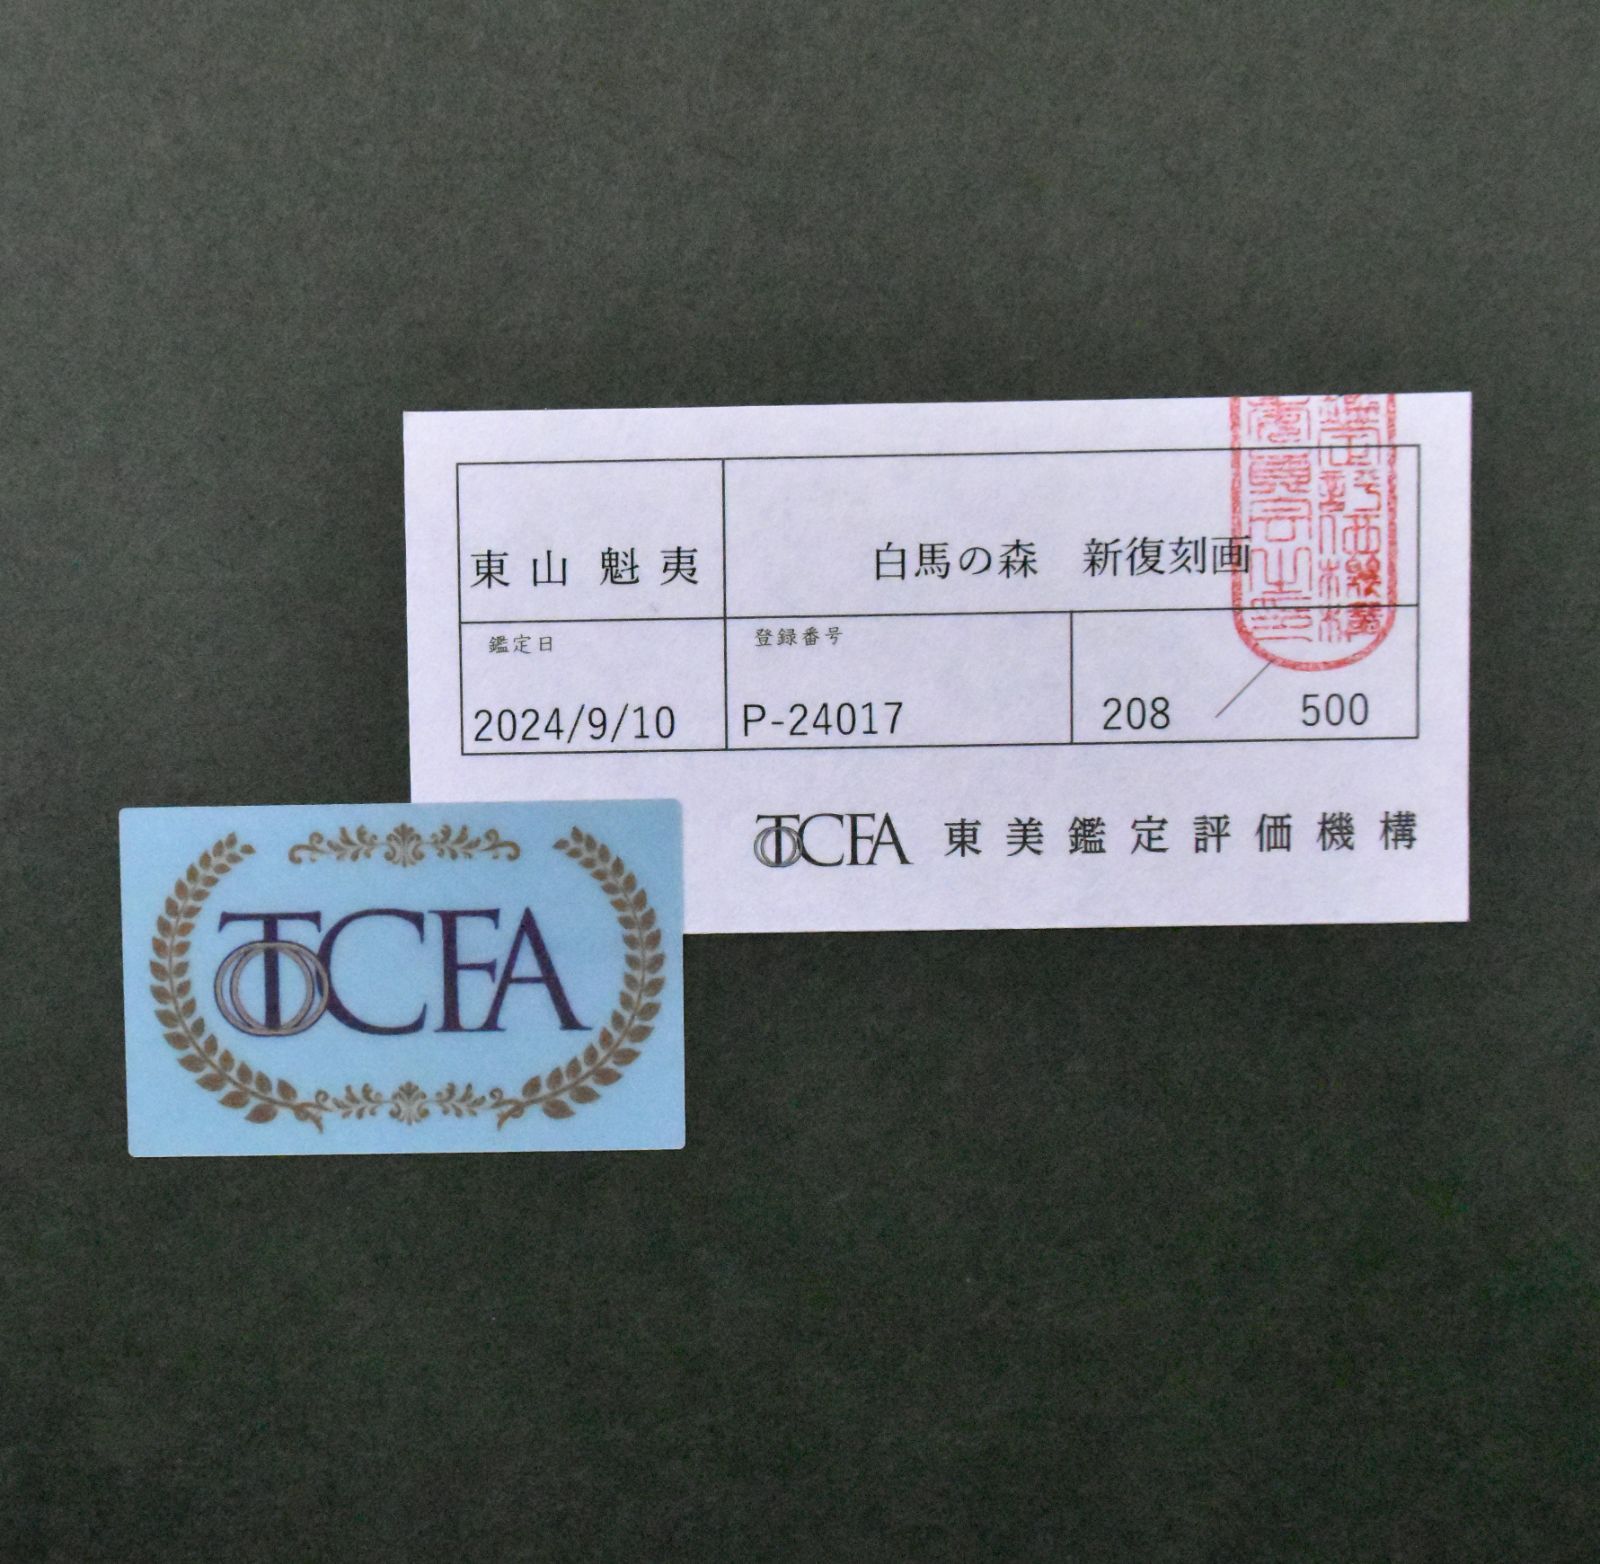 東山 魁夷
白馬の森 新復刻画
鑑定日
登録番号
2024/9/10
P-24017
208 / 500
TCFA 東美鑑定評価機構
TCFA